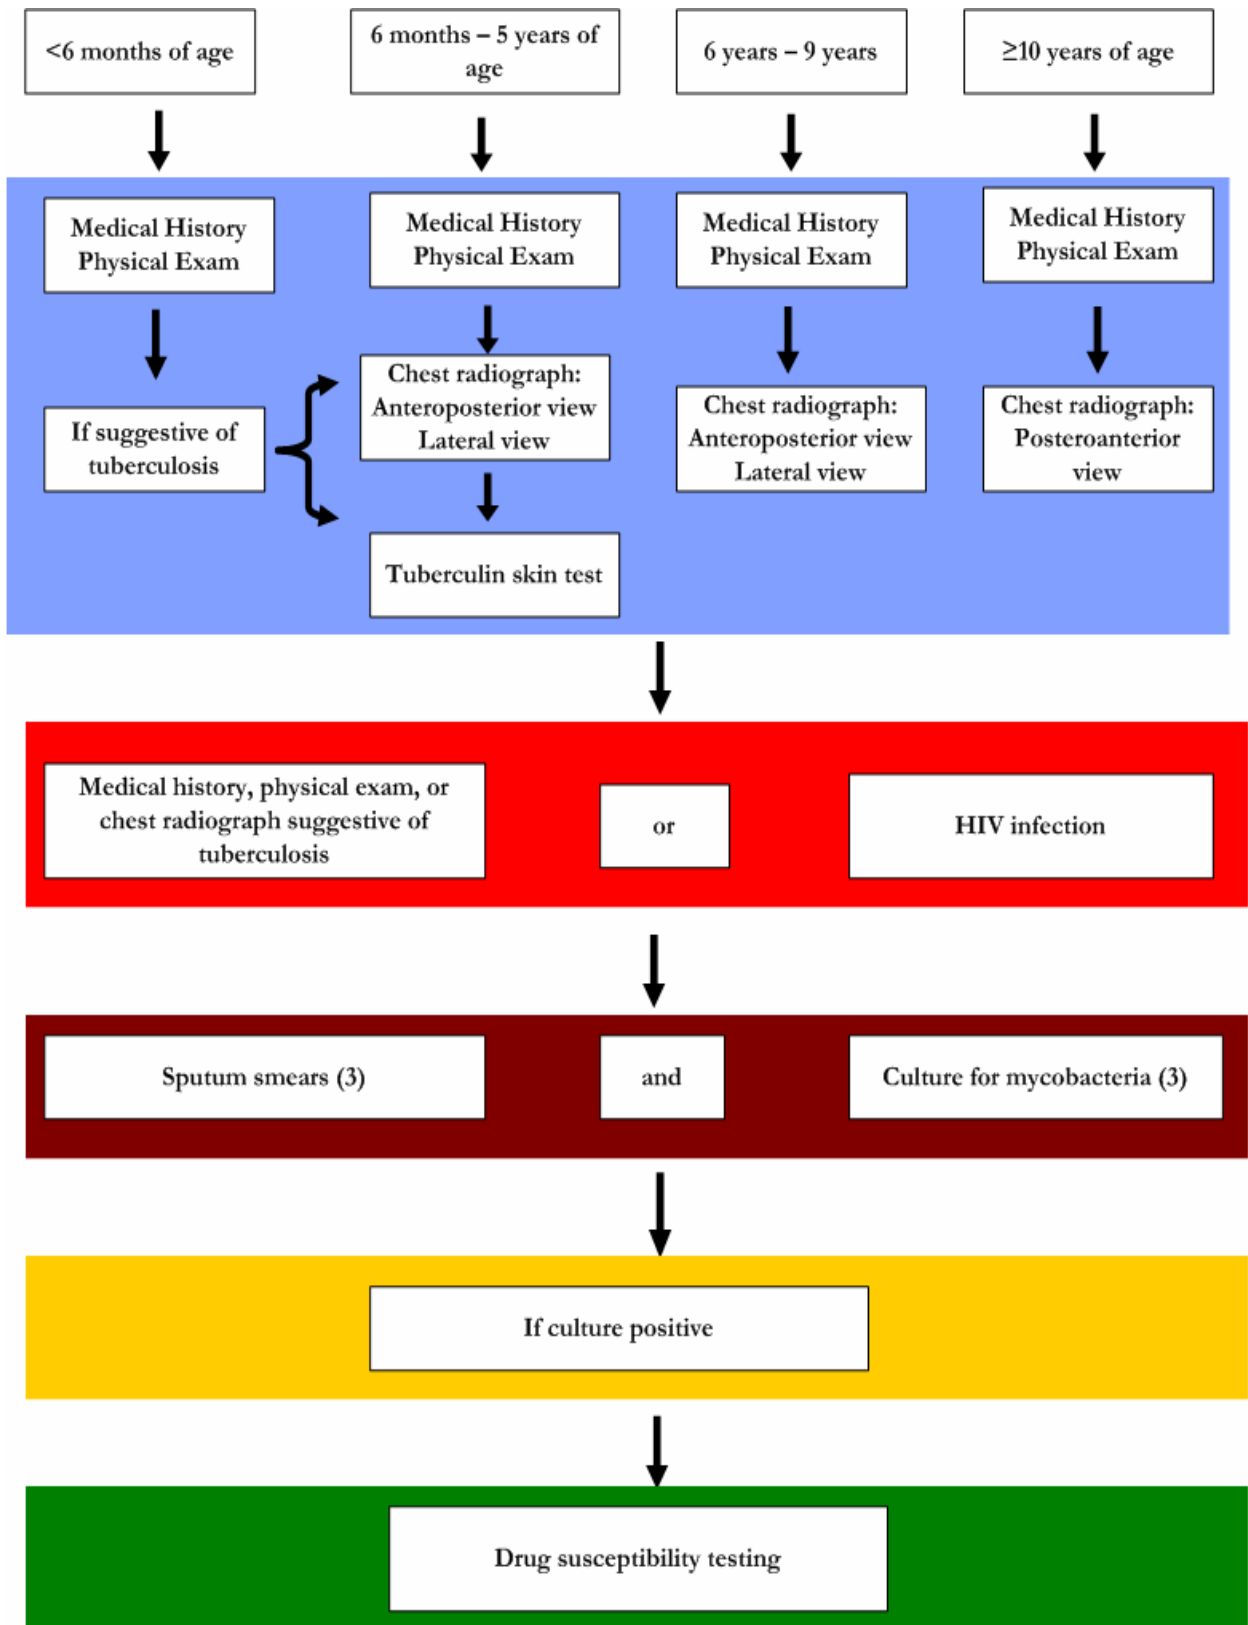 <6 months of age
6 months – 5 years of
age
6 years – 9 years
≥10 years of age
Medical History
Physical Exam
Medical History
Physical Exam
Medical History
Physical Exam
Medical History
Physical Exam
If suggestive of
tuberculosis
Chest radiograph:
Anteroposterior view
Lateral view
Chest radiograph:
Anteroposterior view
Lateral view
Chest radiograph:
Posteroanterior
view
Tuberculin skin test
Medical history, physical exam, or
chest radiograph suggestive of
tuberculosis
or
HIV infection
Sputum smears (3)
and
Culture for mycobacteria (3)
If culture positive
Drug susceptibility testing